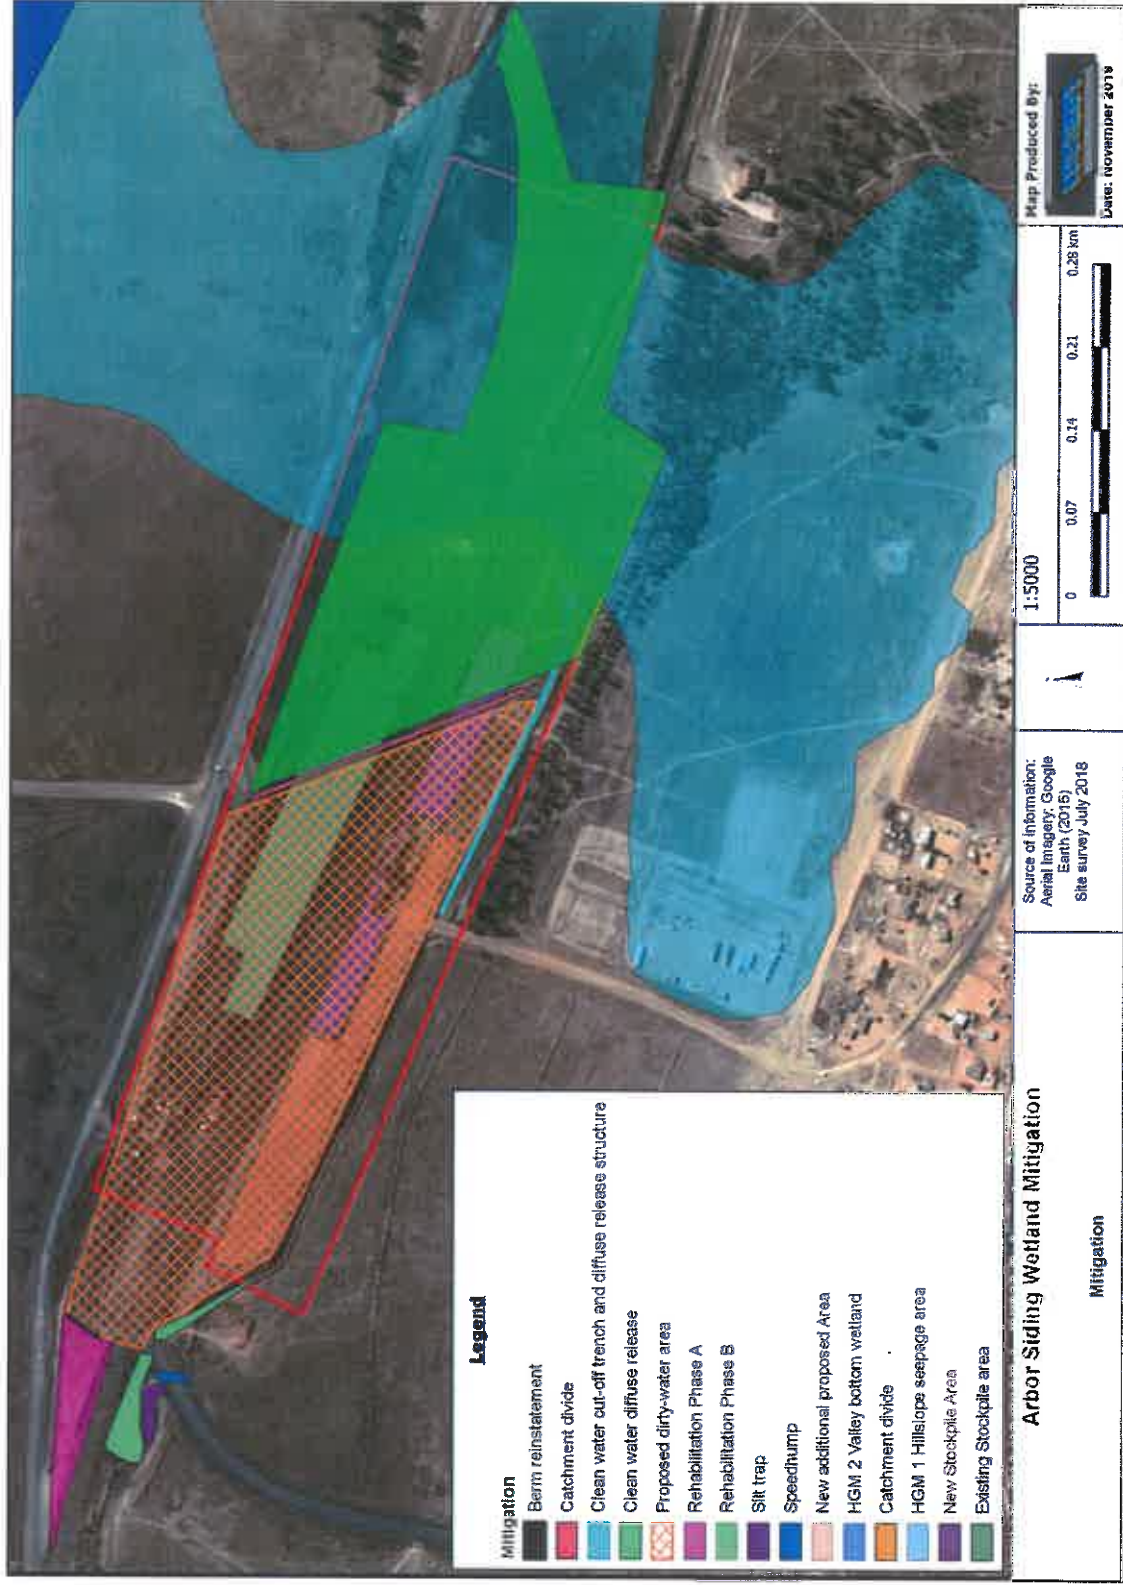 Legend
Mitigation
Berm reinstatement
Catchment divide
Clean water cut-off trench and diffuse release structure
Clean water diffuse release
Proposed dirty-water area
Rehabilitation Phase A
Rehabilitation Phase B
Silt trap
Speedhump
New additional proposed Area
HGM 2 Valley bottom wetland
Catchment divide
HGM 1 Hillslope seepage area
New Stockpile Area
Existing Stockpile area
Arbor Siding Wetland Mitigation
Mitigation
Source of Information:
Aerial Imagery: Google
Earth (2015)
Site survey July 2018
1:5000
0 0.07 0.14 0.21 0.28 km
Map Produced By:
Date: November 2018